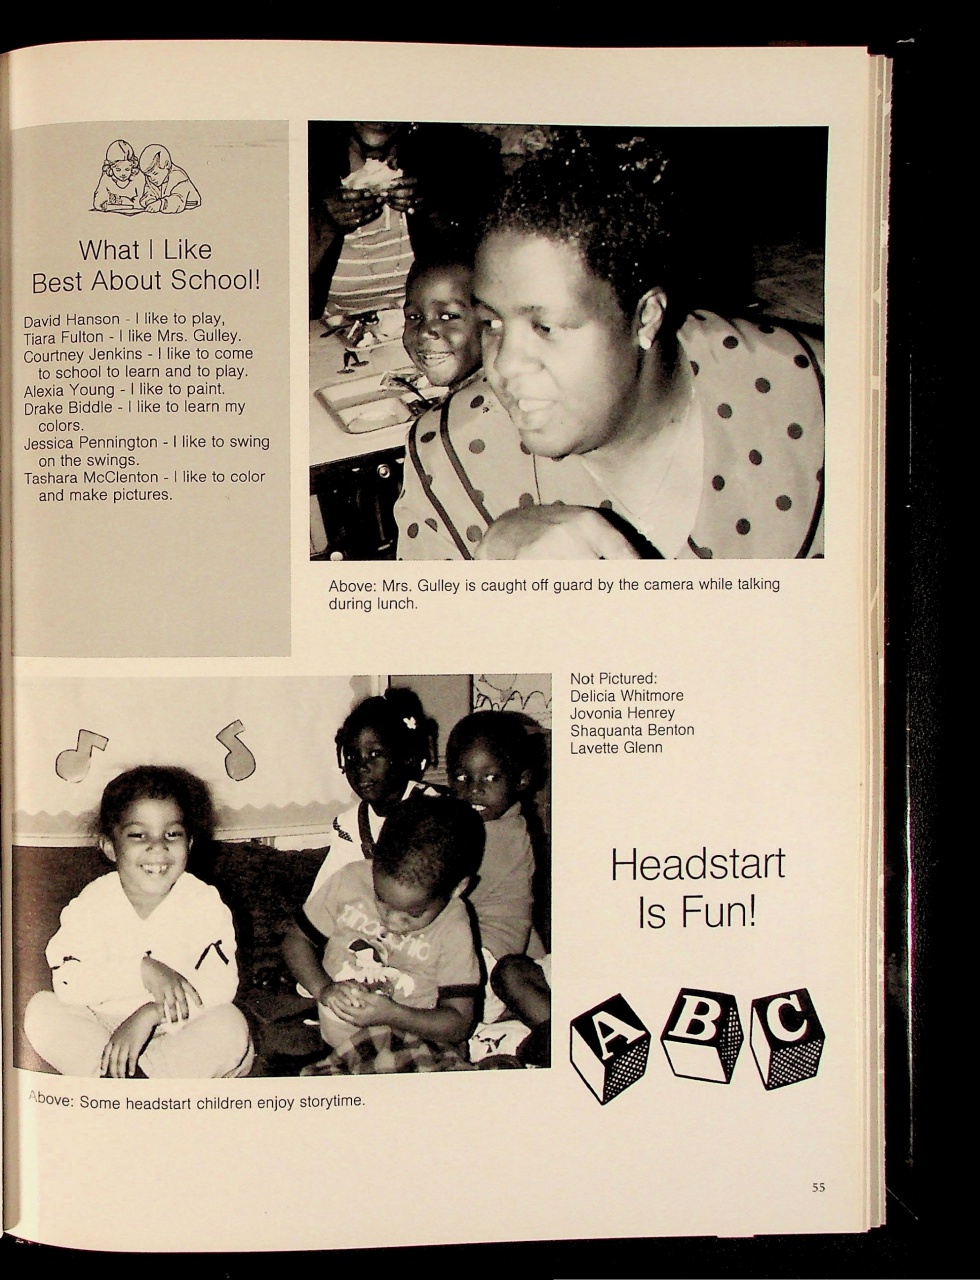 What I Like
Best About School!
David Hanson - I like to play,
Tiara Fulton - I like Mrs. Gulley.
Courtney Jenkins - I like to come
to school to learn and to play.
Alexia Young - I like to paint.
Drake Biddle - I like to learn my
colors.
Jessica Pennington - I like to swing
on the swings.
Tashara McClenton - I like to color
and make pictures.
Above: Mrs. Gulley is caught off guard by the camera while talking
during lunch.
Not Pictured:
Delicia Whitmore
Jovonia Henrey
Shaquanta Benton
Lavette Glenn
Headstart
Is Fun!
A B C
Above: Some headstart children enjoy storytime.
55